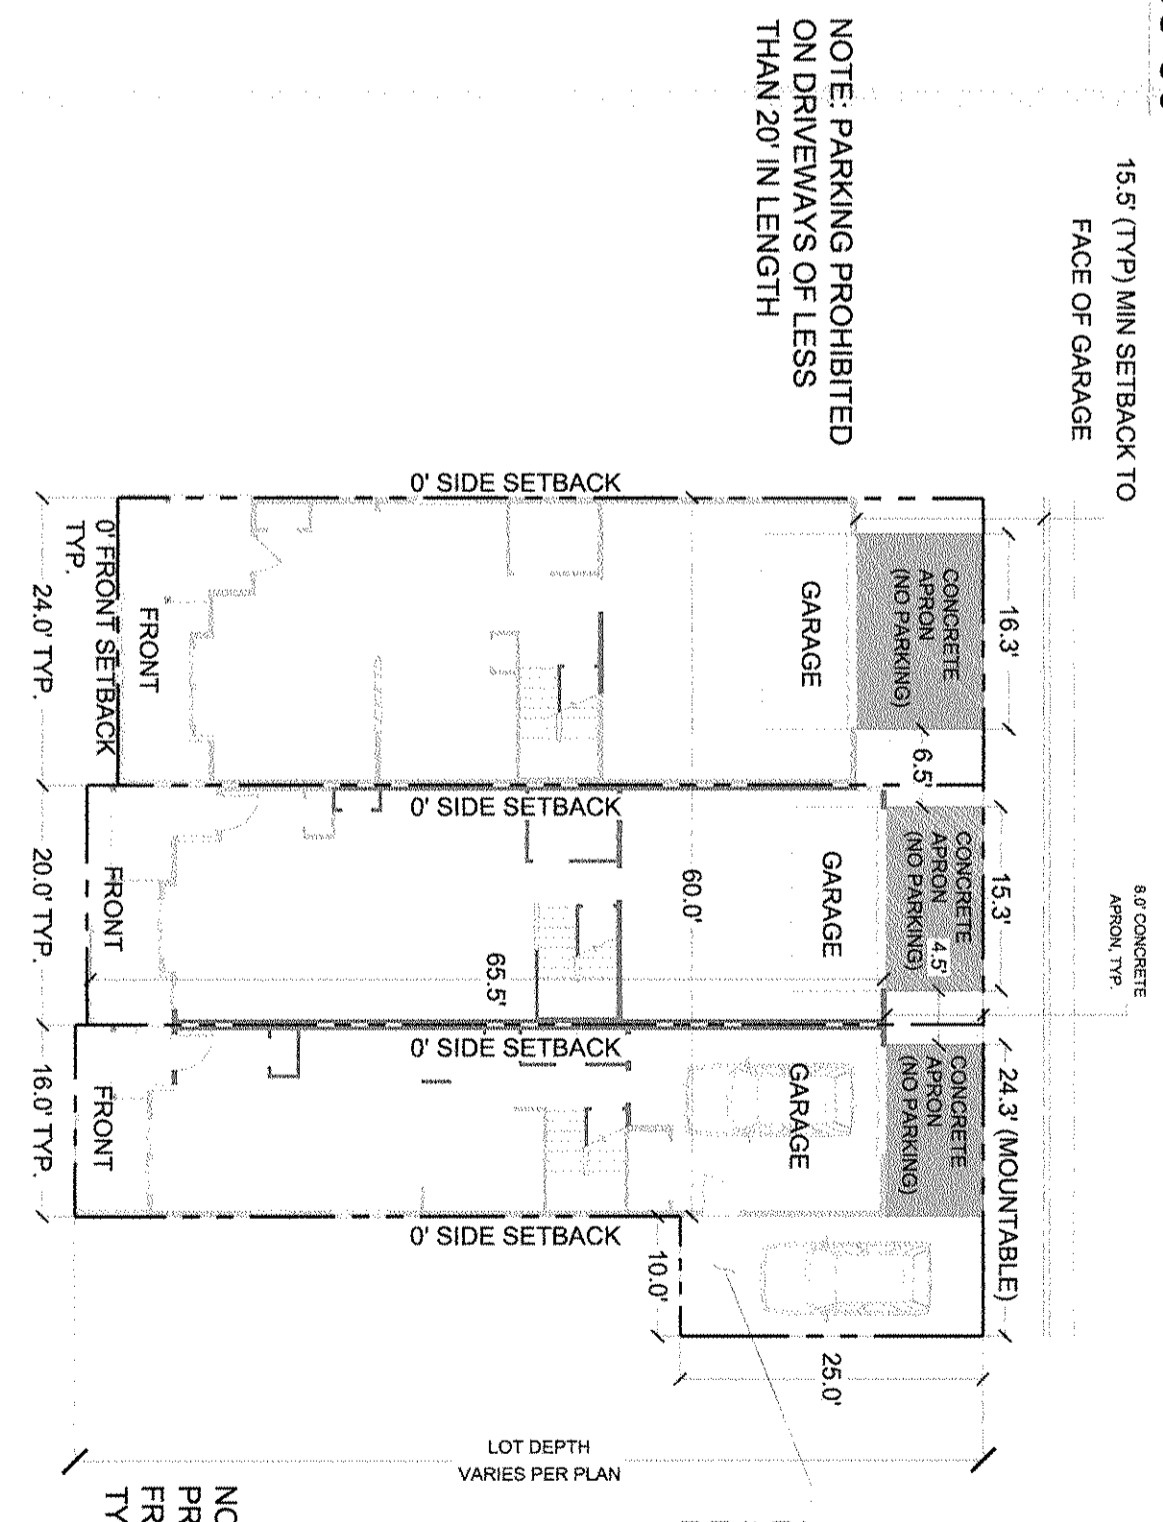 15.5' (TYP) MIN SETBACK TO
FACE OF GARAGE
NOTE: PARKING PROHIBITED
ON DRIVEWAYS OF LESS
THAN 20' IN LENGTH
8.0' CONCRETE
APRON, TYP.
16.3'
15.3'
24.3' (MOUNTABLE)
CONCRETE
APRON
(NO PARKING)
6.5'
CONCRETE
APRON
(NO PARKING)
4.5'
CONCRETE
APRON
(NO PARKING)
GARAGE
GARAGE
GARAGE
0' SIDE SETBACK
0' SIDE SETBACK
0' SIDE SETBACK
0' SIDE SETBACK
60.0'
65.5'
10.0'
25.0'
LOT DEPTH
VARIES PER PLAN
FRONT
FRONT
FRONT
0' FRONT SETBACK
TYP.
24.0' TYP.
20.0' TYP.
16.0' TYP.
NO
PR
FR
TY